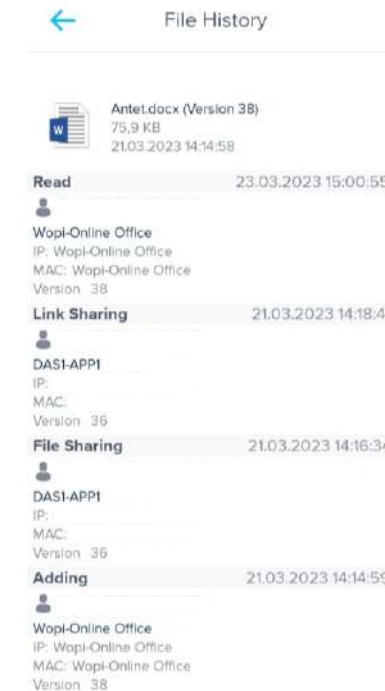 File History
Antet.docx (Version 38)
75,9 KB
21.03.2023 14:14:58
Read 23.03.2023 15:00:55
Wopi-Online Office
IP: Wopi-Online Office
MAC: Wopi-Online Office
Version 38
Link Sharing 21.03.2023 14:18:4
DAS1-APP1
IP:
MAC:
Version 36
File Sharing 21.03.2023 14:16:34
DAS1-APP1
IP:
MAC:
Version 36
Adding 21.03.2023 14:14:59
Wopi-Online Office
IP: Wopi-Online Office
MAC: Wopi-Online Office
Version 38